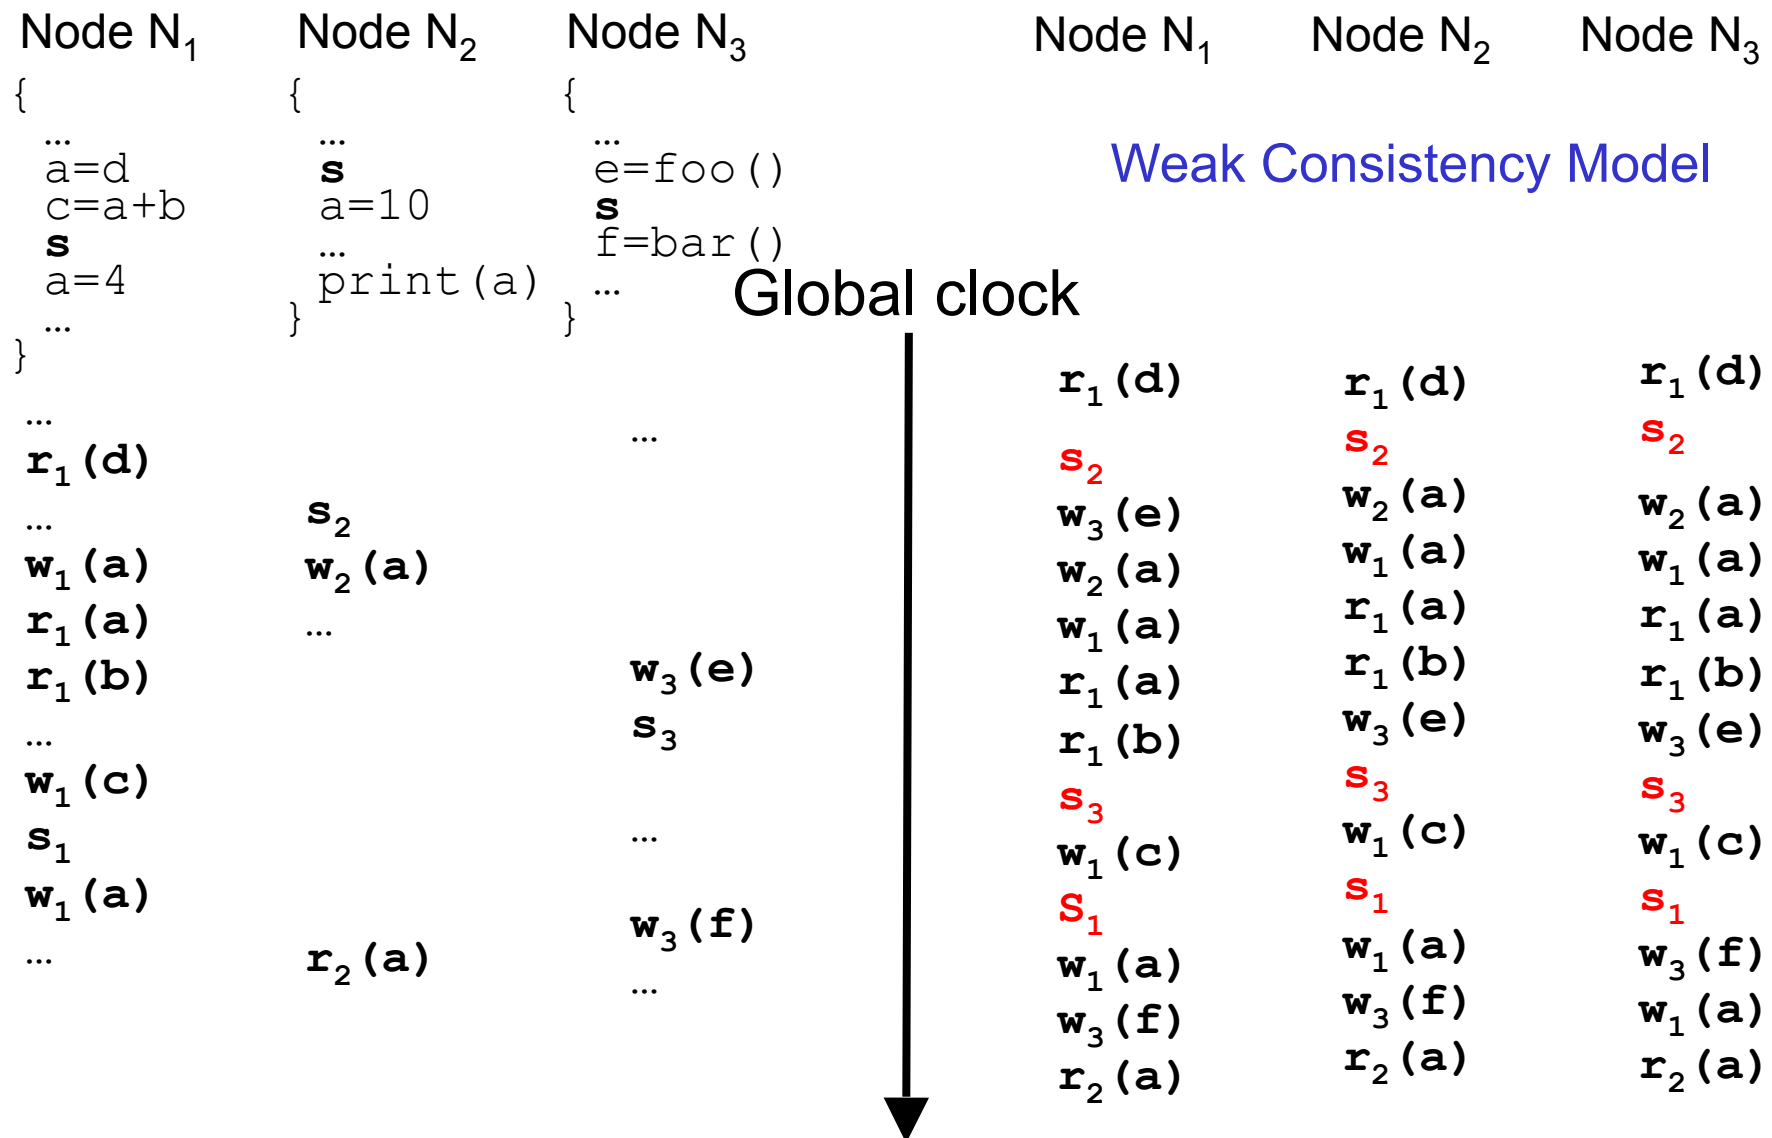 Node N₁ Node N₂ Node N₃ Node N₁ Node N₂ Node N₃
{ { {
… … …
a=d s e=foo() Weak Consistency Model
c=a+b a=10 s
s … f=bar()
a=4 print(a) …
… } }
}
Global clock
r₁(d) r₁(d) r₁(d)
… …
s₂ s₂ s₂
r₁(d)
w₃(e) w₂(a) w₂(a)
… s₂
w₂(a) w₁(a) w₁(a)
w₁(a) w₂(a)
w₁(a) r₁(a) r₁(a)
r₁(a) …
r₁(a) r₁(b) r₁(b)
r₁(b) w₃(e)
r₁(b) w₃(e) w₃(e)
… s₃
s₃ s₃ s₃
w₁(c)
w₁(c) w₁(c) w₁(c)
s₁ …
S₁ s₁ s₁
w₁(a) w₃(f)
w₁(a) w₁(a) w₃(f)
… r₂(a) …
w₃(f) w₃(f) w₁(a)
r₂(a) r₂(a) r₂(a)